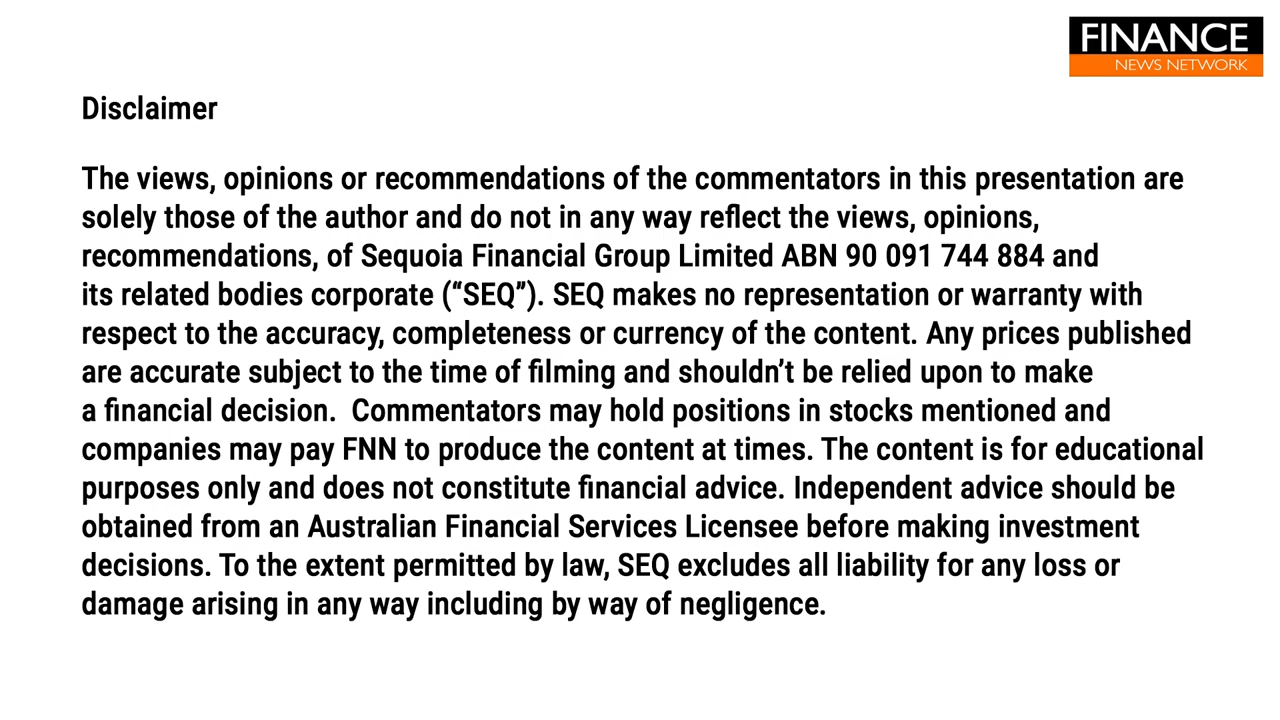 FINANCE
NEWS NETWORK
Disclaimer
The views, opinions or recommendations of the commentators in this presentation are
solely those of the author and do not in any way reflect the views, opinions,
recommendations, of Sequoia Financial Group Limited ABN 90 091 744 884 and
its related bodies corporate (“SEQ”). SEQ makes no representation or warranty with
respect to the accuracy, completeness or currency of the content. Any prices published
are accurate subject to the time of filming and shouldn’t be relied upon to make
a financial decision.  Commentators may hold positions in stocks mentioned and
companies may pay FNN to produce the content at times. The content is for educational
purposes only and does not constitute financial advice. Independent advice should be
obtained from an Australian Financial Services Licensee before making investment
decisions. To the extent permitted by law, SEQ excludes all liability for any loss or
damage arising in any way including by way of negligence.